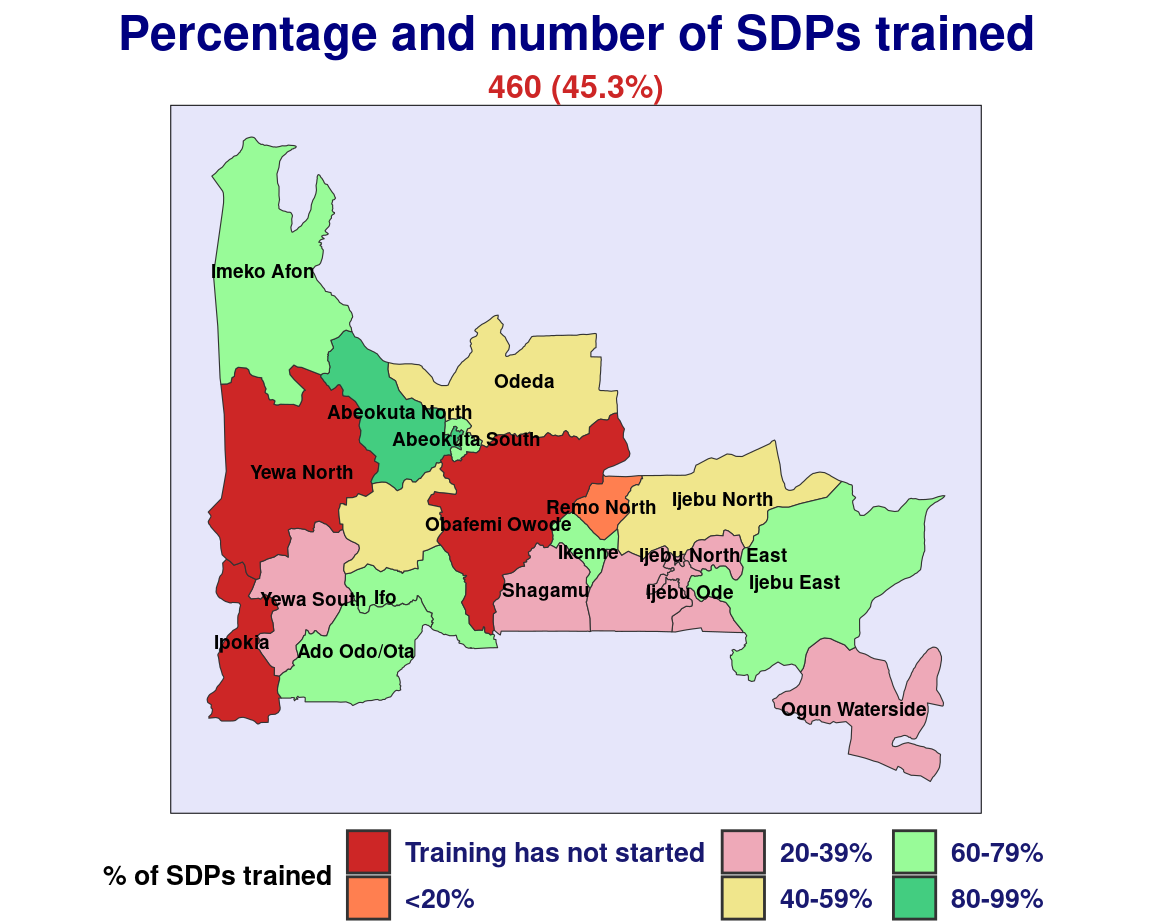 Percentage and number of SDPs trained
460 (45.3%)
Imeko Afon
Odeda
Abeokuta North
Abeokuta South
Yewa North
Ijebu North
Remo North
Obafemi Owode
Ikenne
Ijebu North East
Ijebu East
Shagamu
Ijebu Ode
Yewa South
Ifo
Ipokia
Ado Odo/Ota
Ogun Waterside
% of SDPs trained
Training has not started
<20%
20-39%
40-59%
60-79%
80-99%